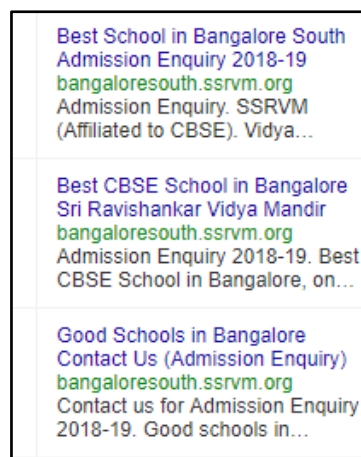 Best School in Bangalore South
Admission Enquiry 2018-19
bangaloresouth.ssrvm.org
Admission Enquiry. SSRVM
(Affiliated to CBSE). Vidya...
Best CBSE School in Bangalore
Sri Ravishankar Vidya Mandir
bangaloresouth.ssrvm.org
Admission Enquiry 2018-19. Best
CBSE School in Bangalore, on...
Good Schools in Bangalore
Contact Us (Admission Enquiry)
bangaloresouth.ssrvm.org
Contact us for Admission Enquiry
2018-19. Good schools in...